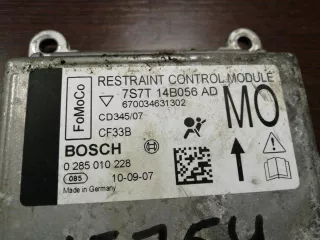 FoMoCo
RESTRAINT CONTROL MODULE
7S7T 14B056 AD
670034631302
MO
CD345/07
CF33B
BOSCH
0 285 010 228
085
10-09-07
Made in Germany